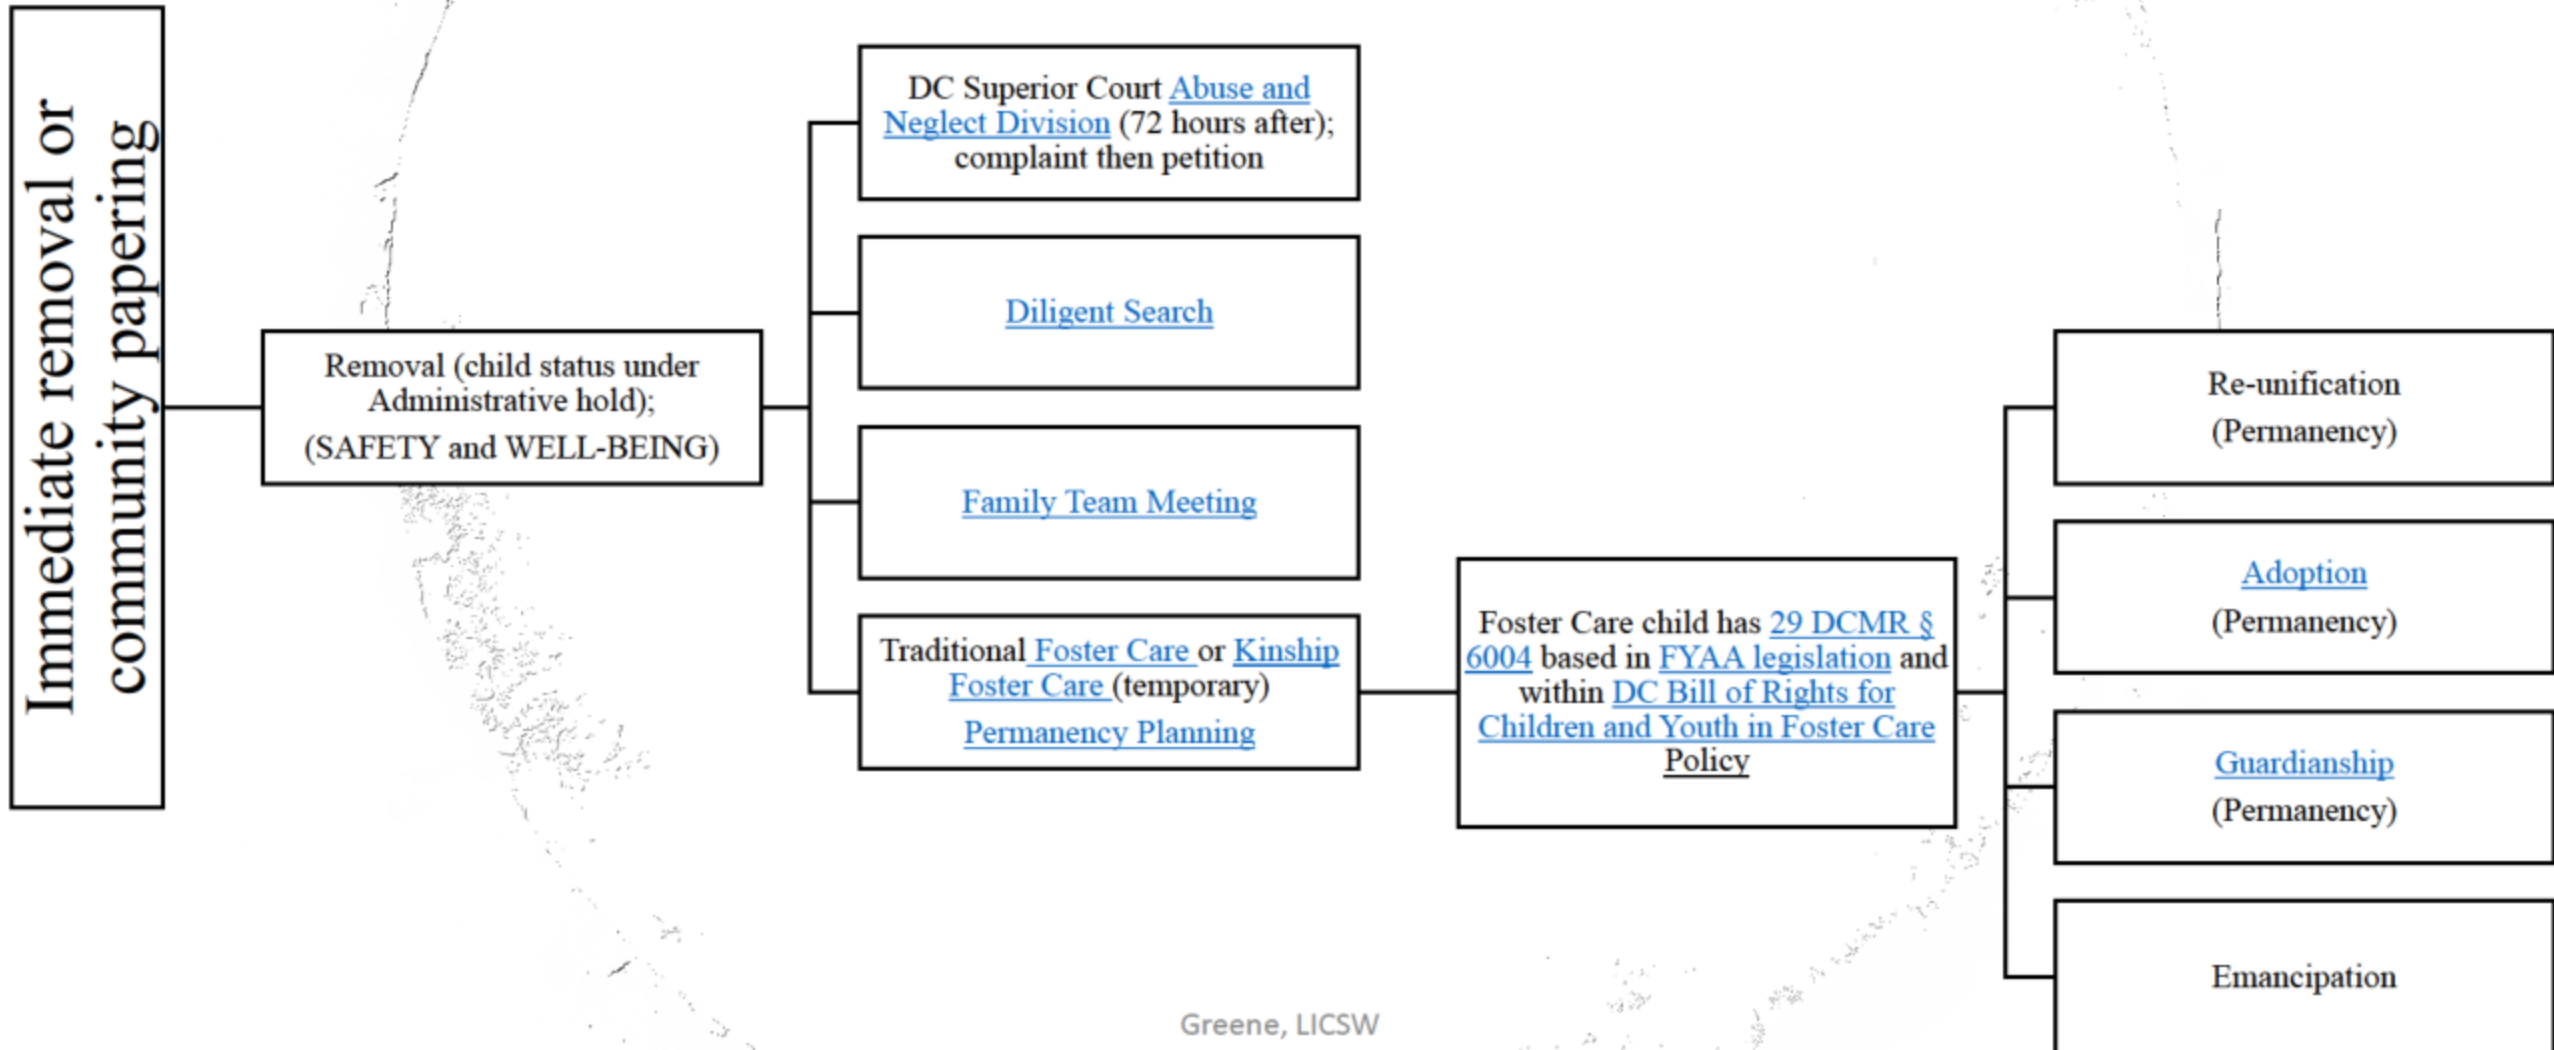 Immediate removal or
community papering
Removal (child status under
Administrative hold);
(SAFETY and WELL-BEING)
DC Superior Court Abuse and
Neglect Division (72 hours after);
complaint then petition
Diligent Search
Family Team Meeting
Traditional Foster Care or Kinship
Foster Care (temporary)
Permanency Planning
Foster Care child has 29 DCMR §
6004 based in FYAA legislation and
within DC Bill of Rights for
Children and Youth in Foster Care
Policy
Re-unification
(Permanency)
Adoption
(Permanency)
Guardianship
(Permanency)
Emancipation
Greene, LICSW